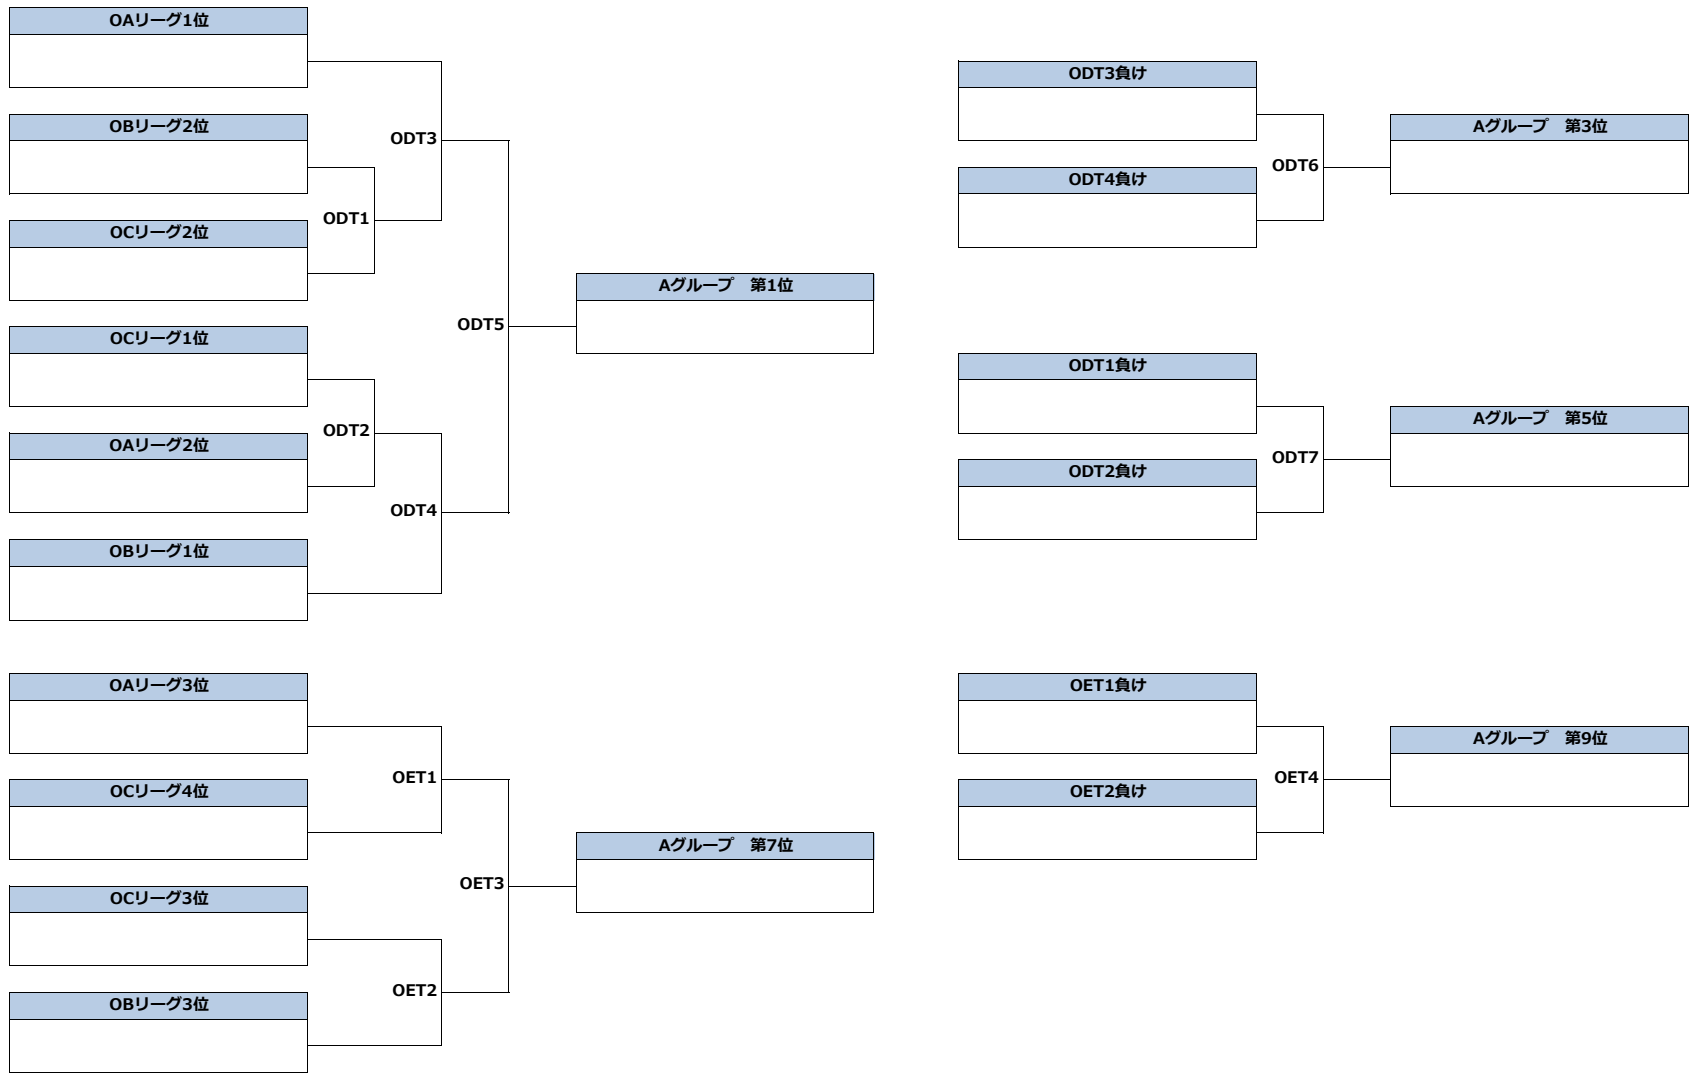 OAリーグ1位
OBリーグ2位
ODT3
ODT1
OCリーグ2位
Aグループ　第1位
ODT5
OCリーグ1位
ODT2
OAリーグ2位
ODT4
OBリーグ1位
ODT3負け
Aグループ　第3位
ODT6
ODT4負け
ODT1負け
Aグループ　第5位
ODT7
ODT2負け
OAリーグ3位
OET1
OCリーグ4位
Aグループ　第7位
OET3
OCリーグ3位
OET2
OBリーグ3位
OET1負け
Aグループ　第9位
OET4
OET2負け